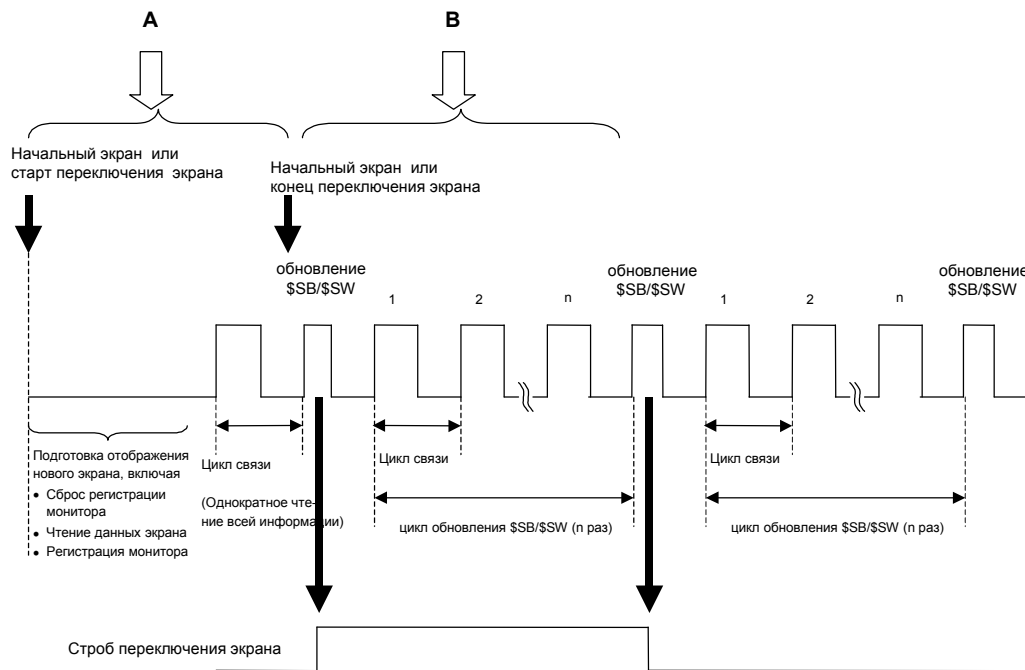 A
B
Начальный экран или
старт переключения экрана
Начальный экран или
конец переключения экрана
обновление
$SB/$SW
1
2
n
обновление
$SB/$SW
1
2
n
обновление
$SB/$SW
Подготовка отображения
нового экрана, включая
• Сброс регистрации
монитора
• Чтение данных экрана
• Регистрация монитора
Цикл связи
(Однократное чте-
ние всей информации)
Цикл связи
цикл обновления $SB/$SW (n раз)
Цикл связи
цикл обновления $SB/$SW (n раз)
Строб переключения экрана